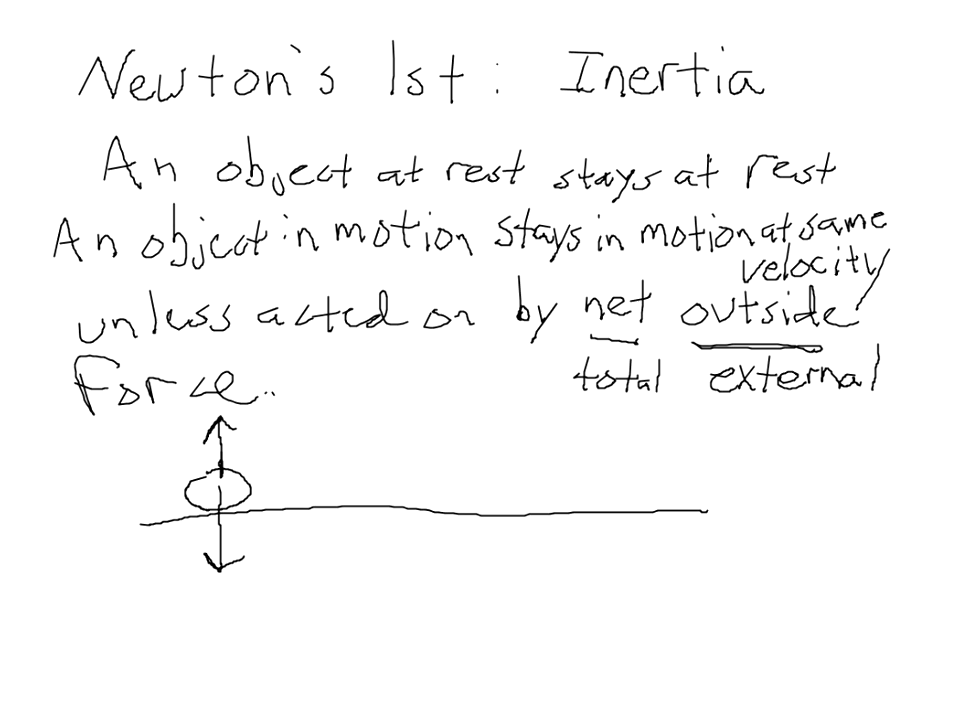 Newton's 1st: Inertia
An object at rest stays at rest
An object in motion stays in motion at same
velocity
unless acted on by net outside
total external
Force..